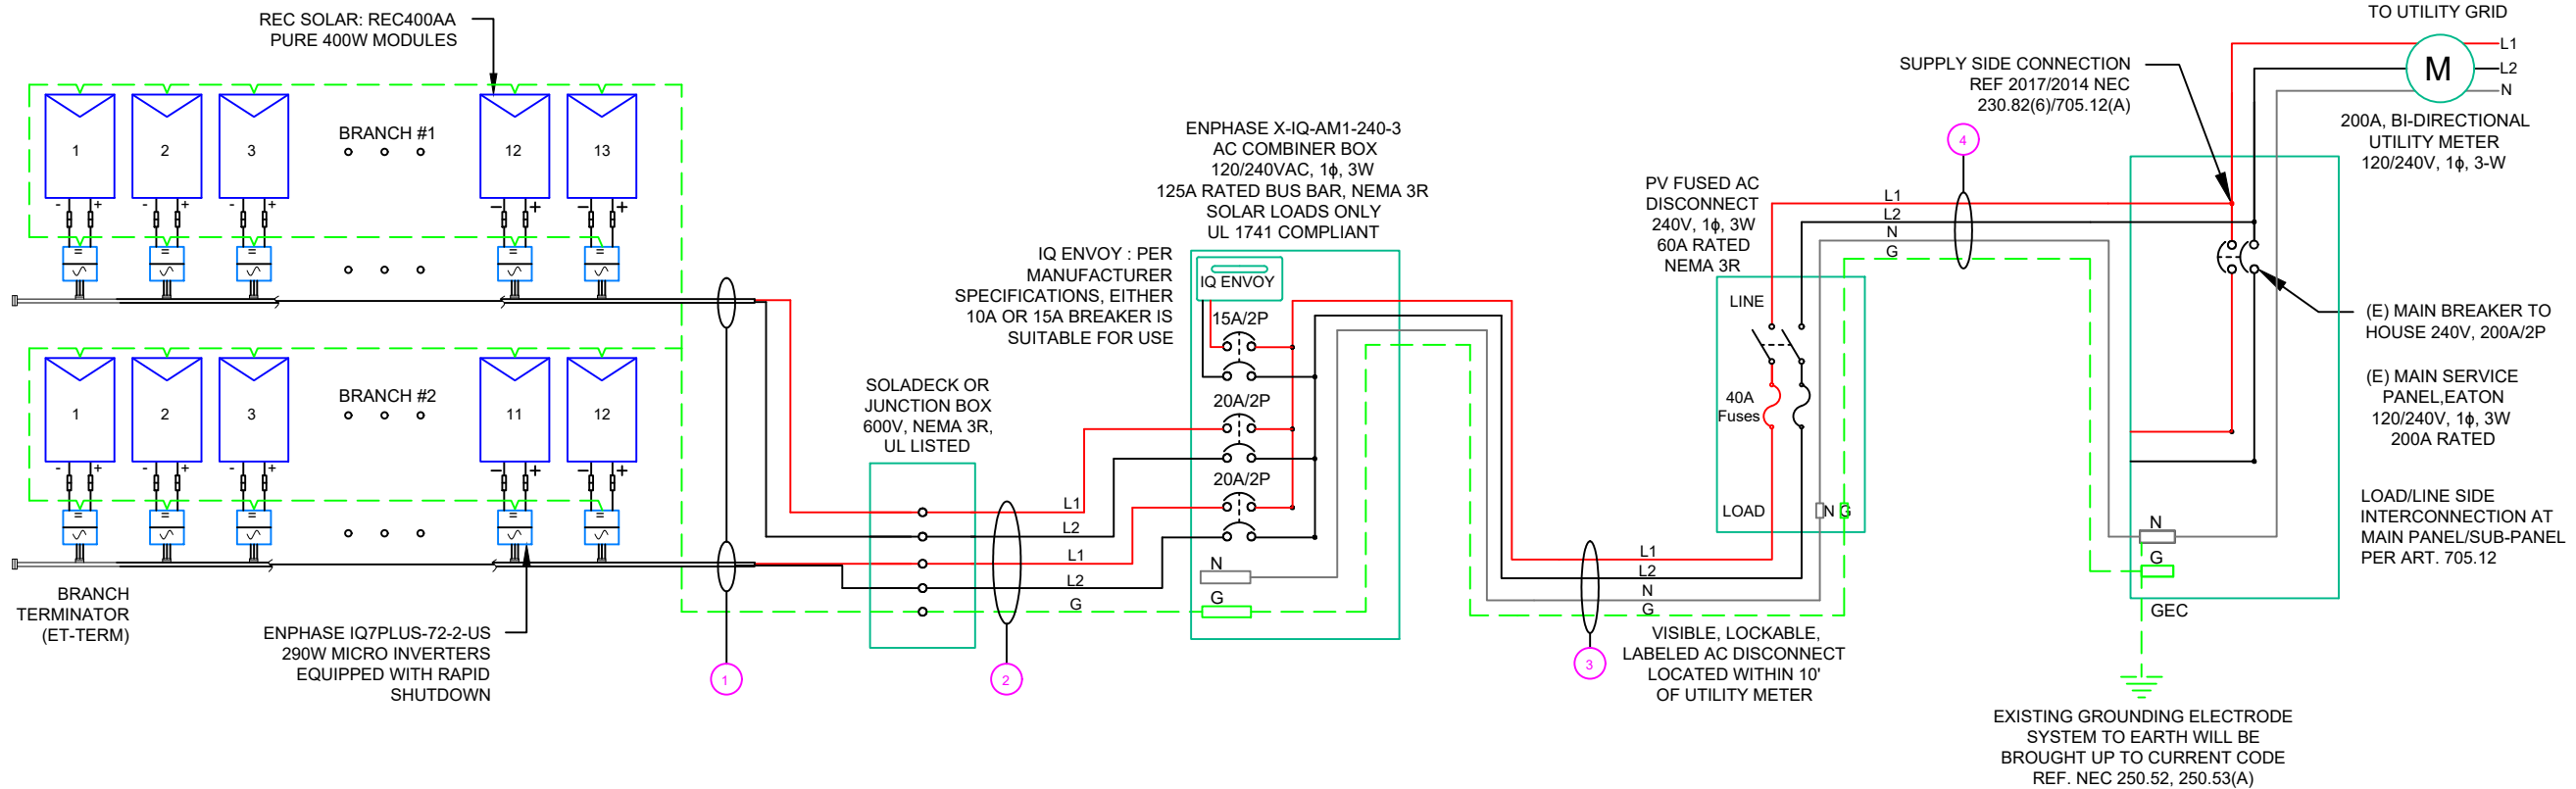 REC SOLAR: REC400AA
PURE 400W MODULES
BRANCH #1
1
2
3
12
13
- +
- +
- +
- +
- +
BRANCH #2
1
2
3
11
12
- +
- +
- +
- +
- +
BRANCH
TERMINATOR
(ET-TERM)
ENPHASE IQ7PLUS-72-2-US
290W MICRO INVERTERS
EQUIPPED WITH RAPID
SHUTDOWN
1
SOLADECK OR
JUNCTION BOX
600V, NEMA 3R,
UL LISTED
L1
L2
L1
L2
G
2
ENPHASE X-IQ-AM1-240-3
AC COMBINER BOX
120/240VAC, 1ϕ, 3W
125A RATED BUS BAR, NEMA 3R
SOLAR LOADS ONLY
UL 1741 COMPLIANT
IQ ENVOY : PER
MANUFACTURER
SPECIFICATIONS, EITHER
10A OR 15A BREAKER IS
SUITABLE FOR USE
IQ ENVOY
15A/2P
20A/2P
20A/2P
N
G
L1
L2
N
G
3
PV FUSED AC
DISCONNECT
240V, 1ϕ, 3W
60A RATED
NEMA 3R
LINE
40A
Fuses
LOAD
N G
VISIBLE, LOCKABLE,
LABELED AC DISCONNECT
LOCATED WITHIN 10'
OF UTILITY METER
L1
L2
N
G
4
SUPPLY SIDE CONNECTION
REF 2017/2014 NEC
230.82(6)/705.12(A)
TO UTILITY GRID
M
L1
L2
N
200A, BI-DIRECTIONAL
UTILITY METER
120/240V, 1ϕ, 3-W
(E) MAIN BREAKER TO
HOUSE 240V, 200A/2P
(E) MAIN SERVICE
PANEL,EATON
120/240V, 1ϕ, 3W
200A RATED
LOAD/LINE SIDE
INTERCONNECTION AT
MAIN PANEL/SUB-PANEL
PER ART. 705.12
N
G
GEC
EXISTING GROUNDING ELECTRODE
SYSTEM TO EARTH WILL BE
BROUGHT UP TO CURRENT CODE
REF. NEC 250.52, 250.53(A)